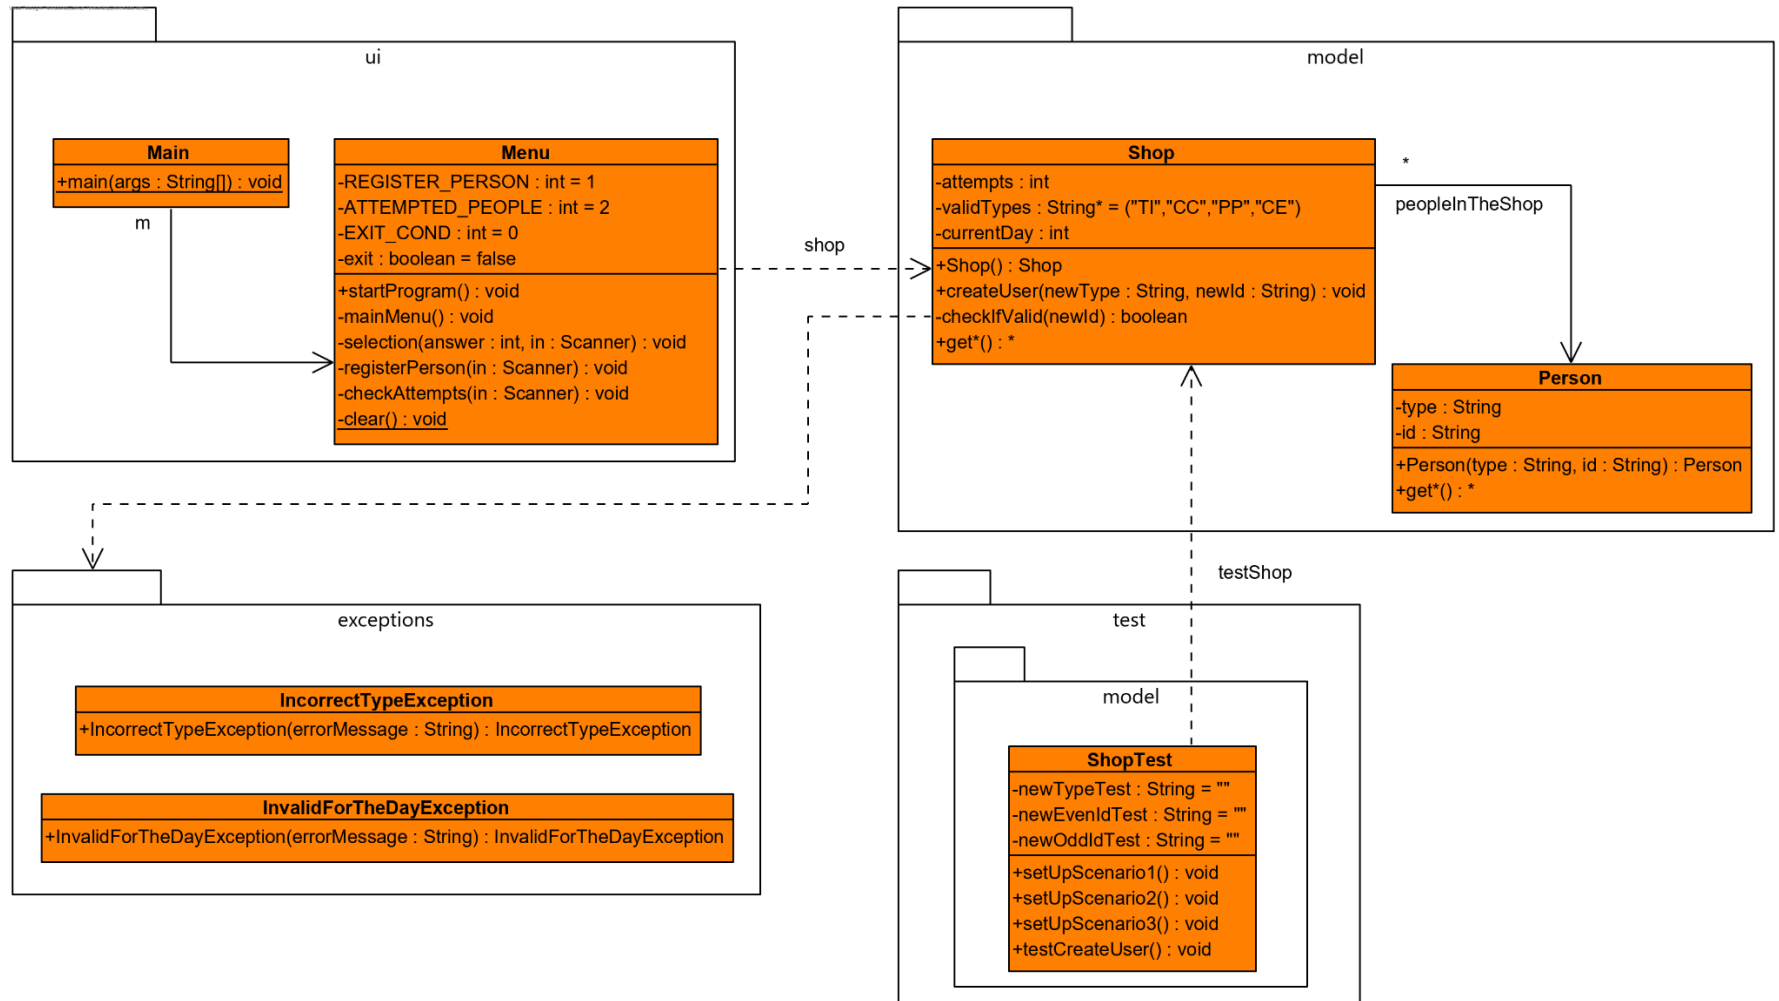 ui
Main
+main(args : String[]) : void
m
Menu
-REGISTER_PERSON : int = 1
-ATTEMPTED_PEOPLE : int = 2
-EXIT_COND : int = 0
-exit : boolean = false
+startProgram() : void
-mainMenu() : void
-selection(answer : int, in : Scanner) : void
-registerPerson(in : Scanner) : void
-checkAttempts(in : Scanner) : void
-clear() : void
shop
model
Shop
-attempts : int
-validTypes : String* = ("TI","CC","PP","CE")
-currentDay : int
+Shop() : Shop
+createUser(newType : String, newId : String) : void
-checkIfValid(newId) : boolean
+get*() : *
*
peopleInTheShop
Person
-type : String
-id : String
+Person(type : String, id : String) : Person
+get*() : *
exceptions
IncorrectTypeException
+IncorrectTypeException(errorMessage : String) : IncorrectTypeException
InvalidForTheDayException
+InvalidForTheDayException(errorMessage : String) : InvalidForTheDayException
testShop
test
model
ShopTest
-newTypeTest : String = ""
-newEvenIdTest : String = ""
-newOddIdTest : String = ""
+setUpScenario1() : void
+setUpScenario2() : void
+setUpScenario3() : void
+testCreateUser() : void